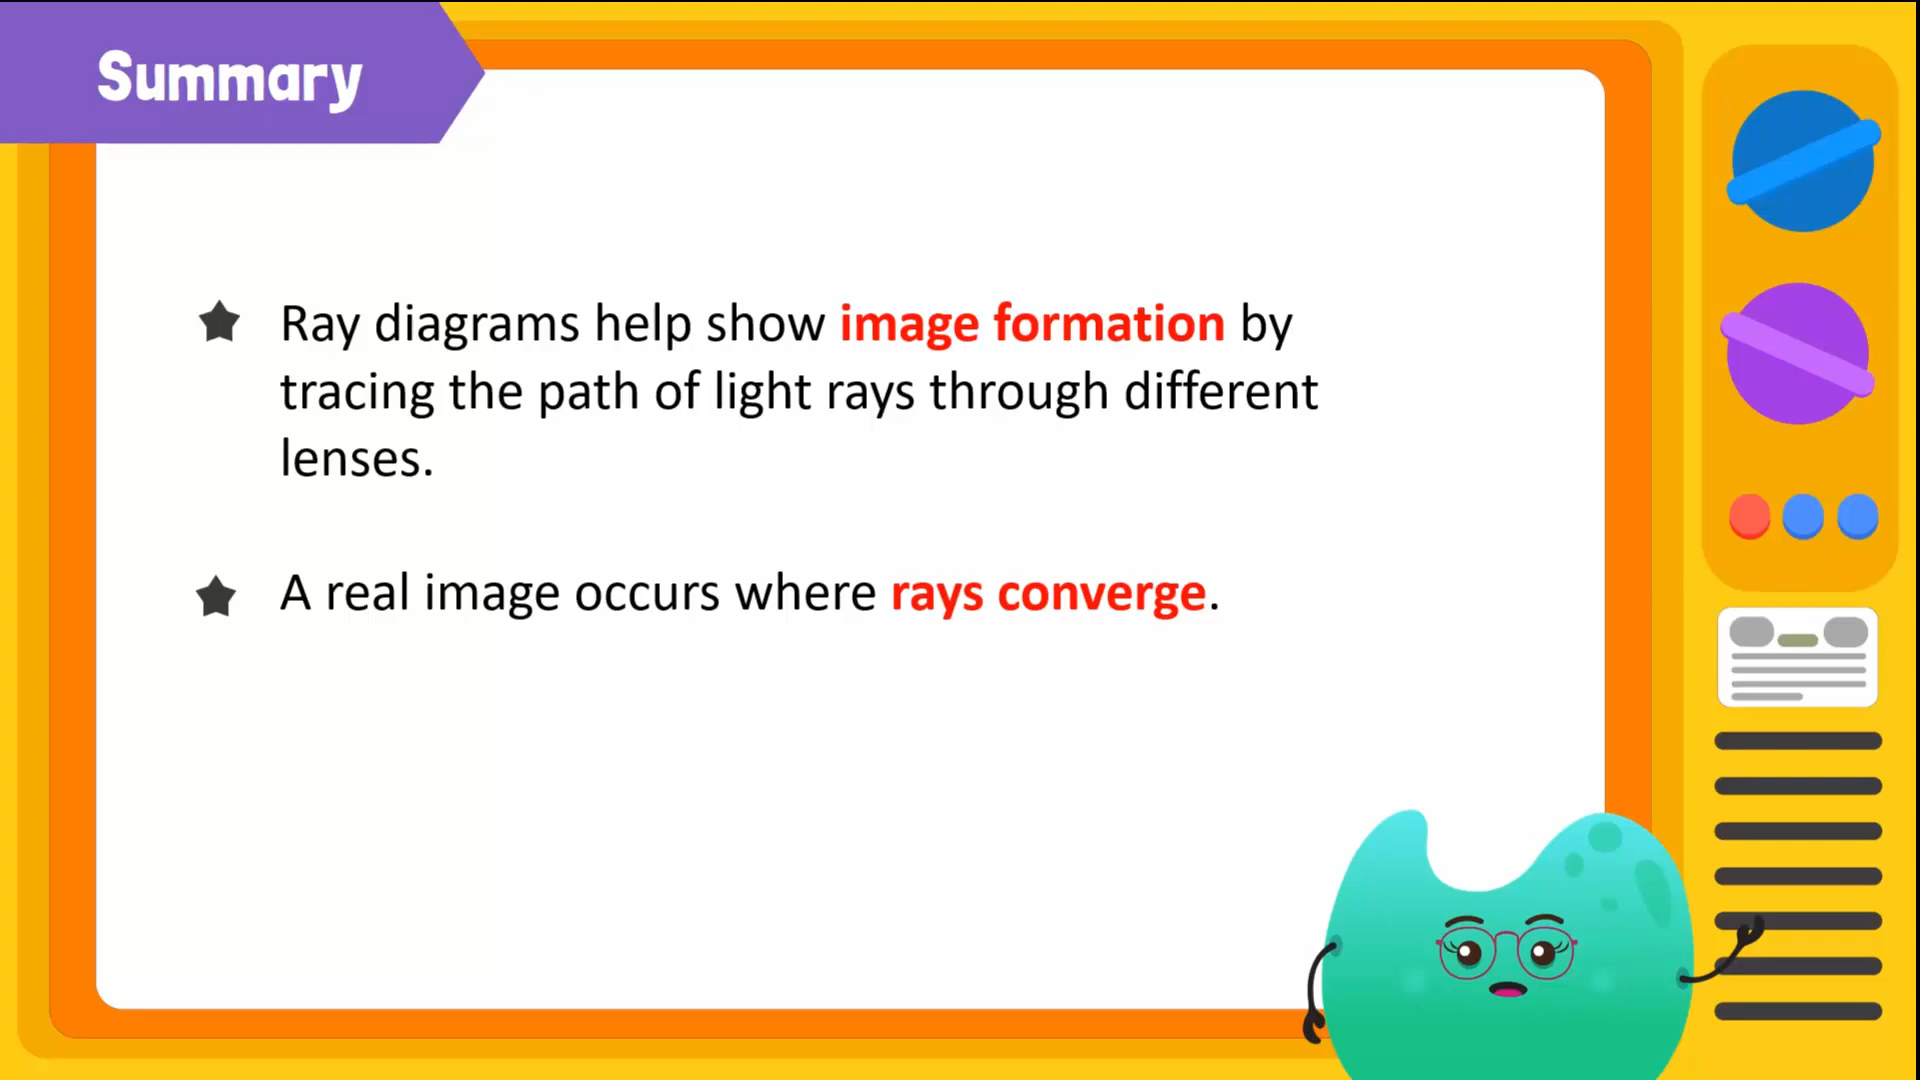 Summary
Ray diagrams help show image formation by
tracing the path of light rays through different
lenses.
A real image occurs where rays converge.